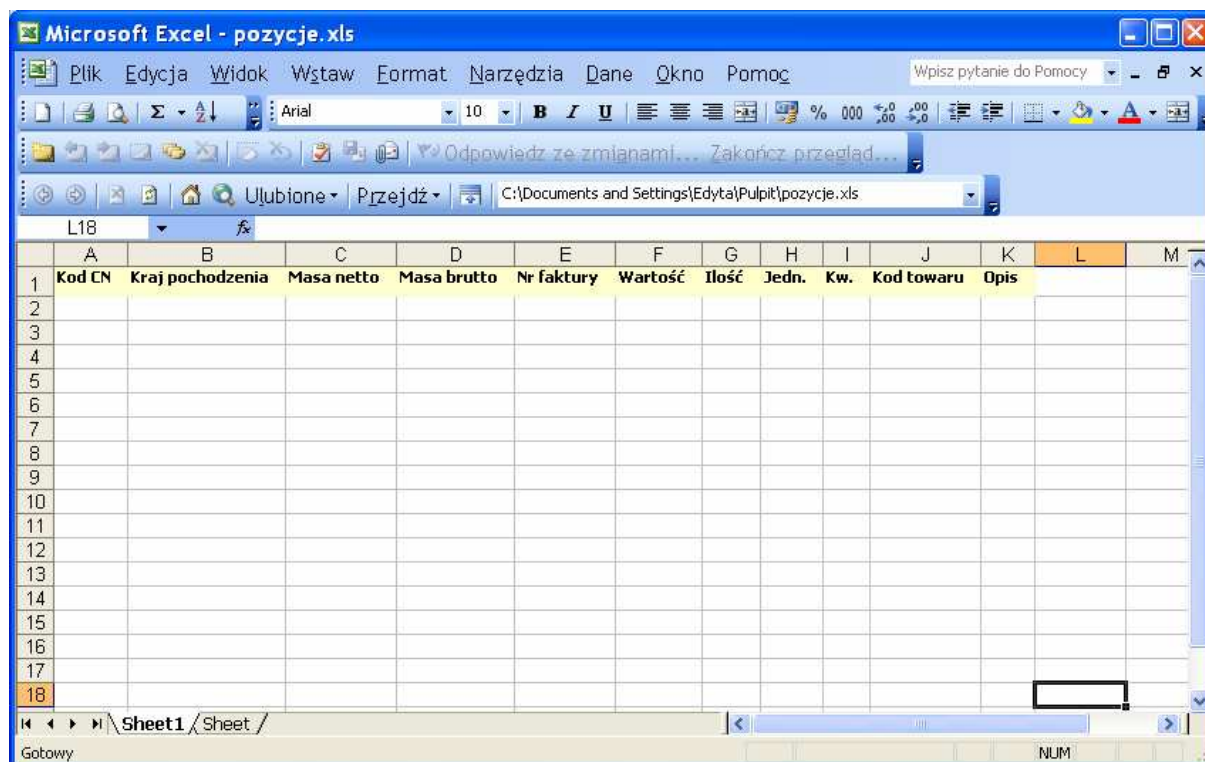 Microsoft Excel - pozycje.xls
Plik Edycja Widok Wstaw Format Narzędzia Dane Okno Pomoc Wpisz pytanie do Pomocy
Arial 10 B I U % 000
Odpowiedz ze zmianami... Zakończ przegląd...
Ulubione Przejdź C:\Documents and Settings\Edyta\Pulpit\pozycje.xls
L18 fx
A B C D E F G H I J K L M
1 Kod CN Kraj pochodzenia Masa netto Masa brutto Nr faktury Wartość Ilość Jedn. Kw. Kod towaru Opis
2
3
4
5
6
7
8
9
10
11
12
13
14
15
16
17
18
Sheet1 Sheet
Gotowy NUM